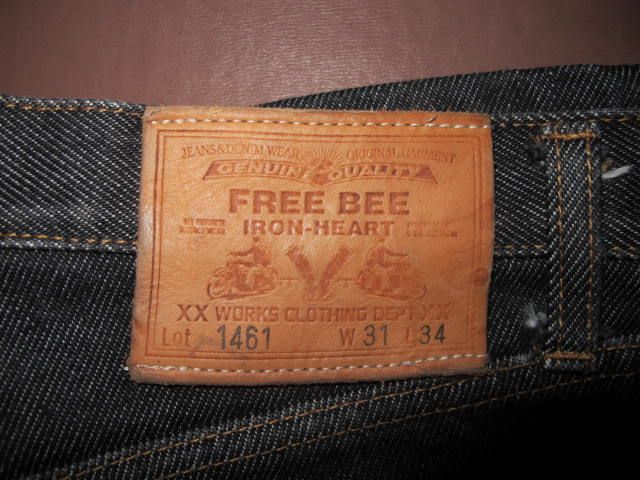 JEANS&DENIM WEAR ORIGINAL GARMENT
GENUINE QUALITY
FREE BEE
IRON-HEART
XX WORKS CLOTHING DEPT XX
Lot 1461 W 31 L 34